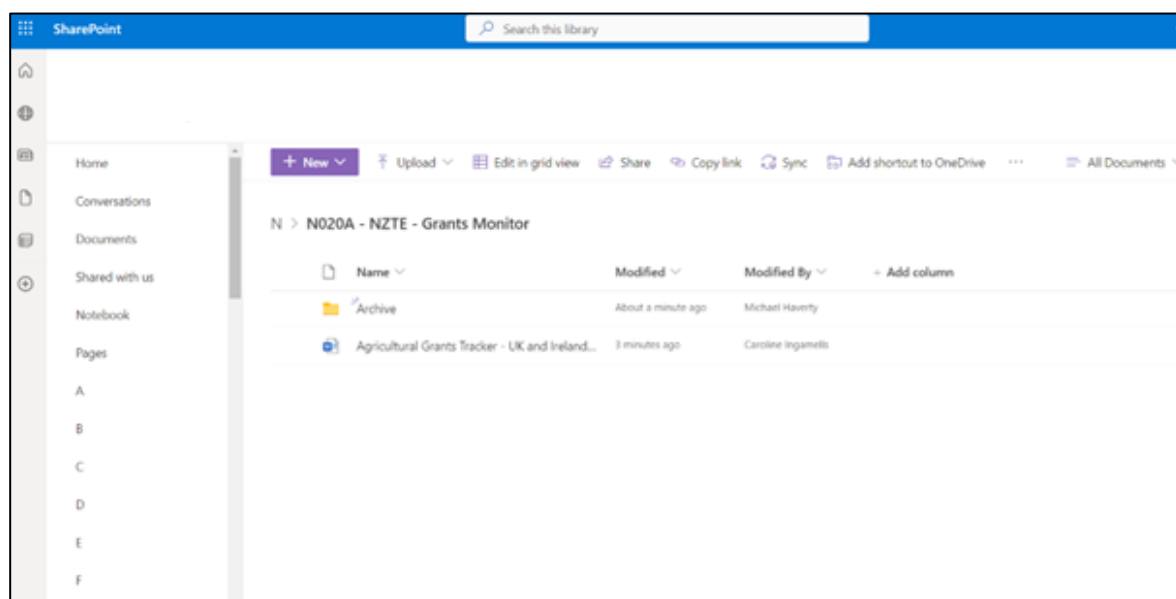 SharePoint
Search this library
Home
Conversations
Documents
Shared with us
Notebook
Pages
A
B
C
D
E
F
+ New
Upload
Edit in grid view
Share
Copy link
Sync
Add shortcut to OneDrive
...
All Documents
N > N020A - NZTE - Grants Monitor
Name Modified Modified By + Add column
Archive About a minute ago Michael Haverty
Agricultural Grants Tracker - UK and Ireland... 3 minutes ago Caroline Ingamells